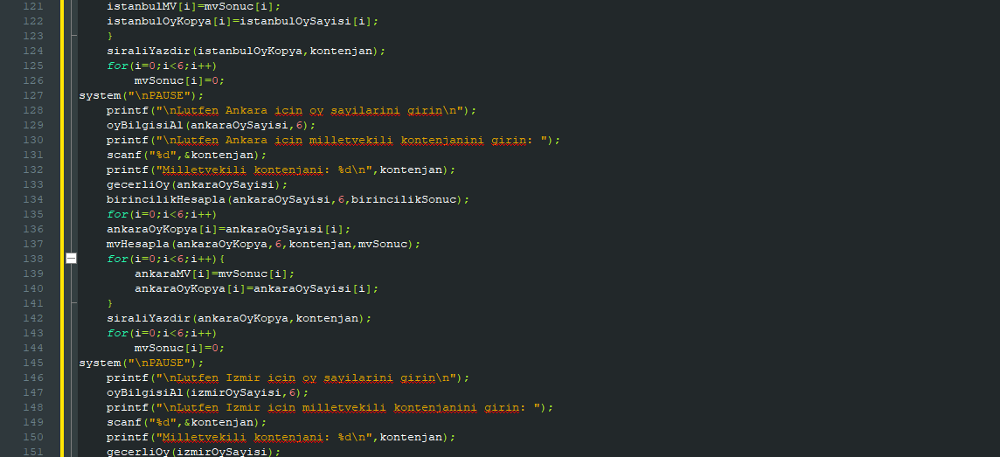 121 istanbulMV[i]=mvSonuc[i];
122 istanbulOyKopya[i]=istanbulOySayisi[i];
123 }
124 siraliYazdir(istanbulOyKopya,kontenjan);
125 for(i=0;i<6;i++)
126 mvSonuc[i]=0;
127 system("\nPAUSE");
128 printf("\nLutfen Ankara icin oy sayilarini girin\n");
129 oyBilgisiAl(ankaraOySayisi,6);
130 printf("\nLutfen Ankara icin milletvekili kontenjanini girin: ");
131 scanf("%d",&kontenjan);
132 printf("Milletvekili kontenjani: %d\n",kontenjan);
133 gecerliOy(ankaraOySayisi);
134 birincilikHesapla(ankaraOySayisi,6,birincilikSonuc);
135 for(i=0;i<6;i++)
136 ankaraOyKopya[i]=ankaraOySayisi[i];
137 mvHesapla(ankaraOyKopya,6,kontenjan,mvSonuc);
138 for(i=0;i<6;i++){
139 ankaraMV[i]=mvSonuc[i];
140 ankaraOyKopya[i]=ankaraOySayisi[i];
141 }
142 siraliYazdir(ankaraOyKopya,kontenjan);
143 for(i=0;i<6;i++)
144 mvSonuc[i]=0;
145 system("\nPAUSE");
146 printf("\nLutfen Izmir icin oy sayilarini girin\n");
147 oyBilgisiAl(izmirOySayisi,6);
148 printf("\nLutfen Izmir icin milletvekili kontenjanini girin: ");
149 scanf("%d",&kontenjan);
150 printf("Milletvekili kontenjani: %d\n",kontenjan);
151 gecerliOy(izmirOySayisi);